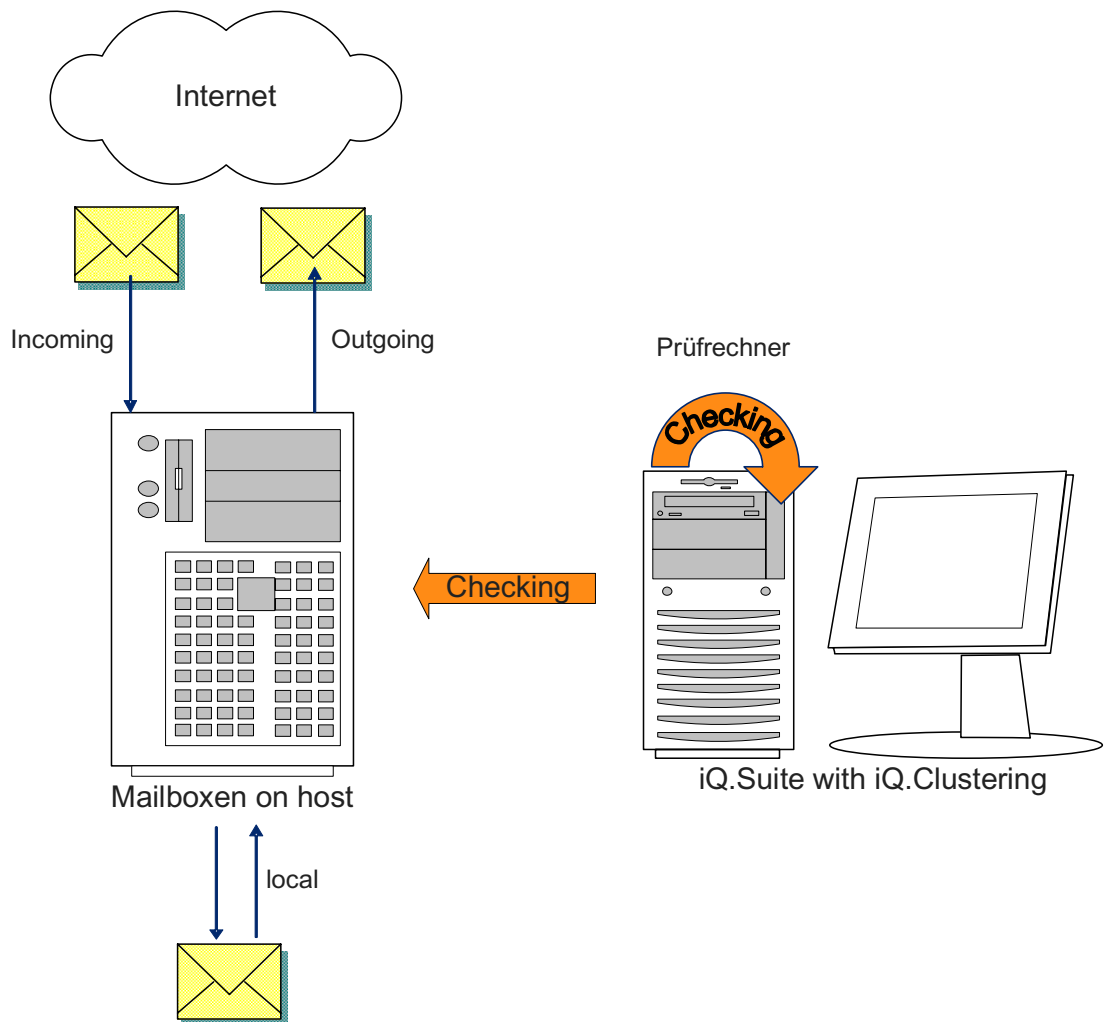 Internet
Incoming
Outgoing
Prüfrechner
Checking
Checking
iQ.Suite with iQ.Clustering
Mailboxen on host
local